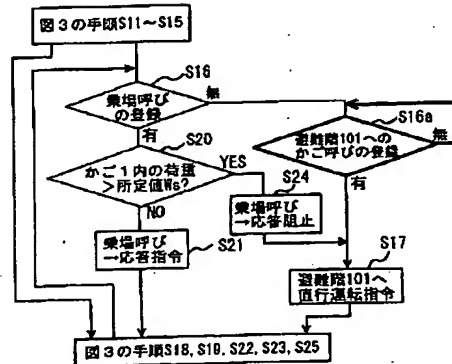 図3の手順S11～S15
S16
乗場呼び
の登録
無
有
S16a
避難階101への
かご呼びの登録
無
有
S20
かご1内の荷重
>所定値Ws?
YES
NO
S24
乗場呼び
→応答阻止
乗場呼び
→応答指令
S21
S17
避難階101へ
直行運転指令
図3の手順S18, S19, S22, S23, S25